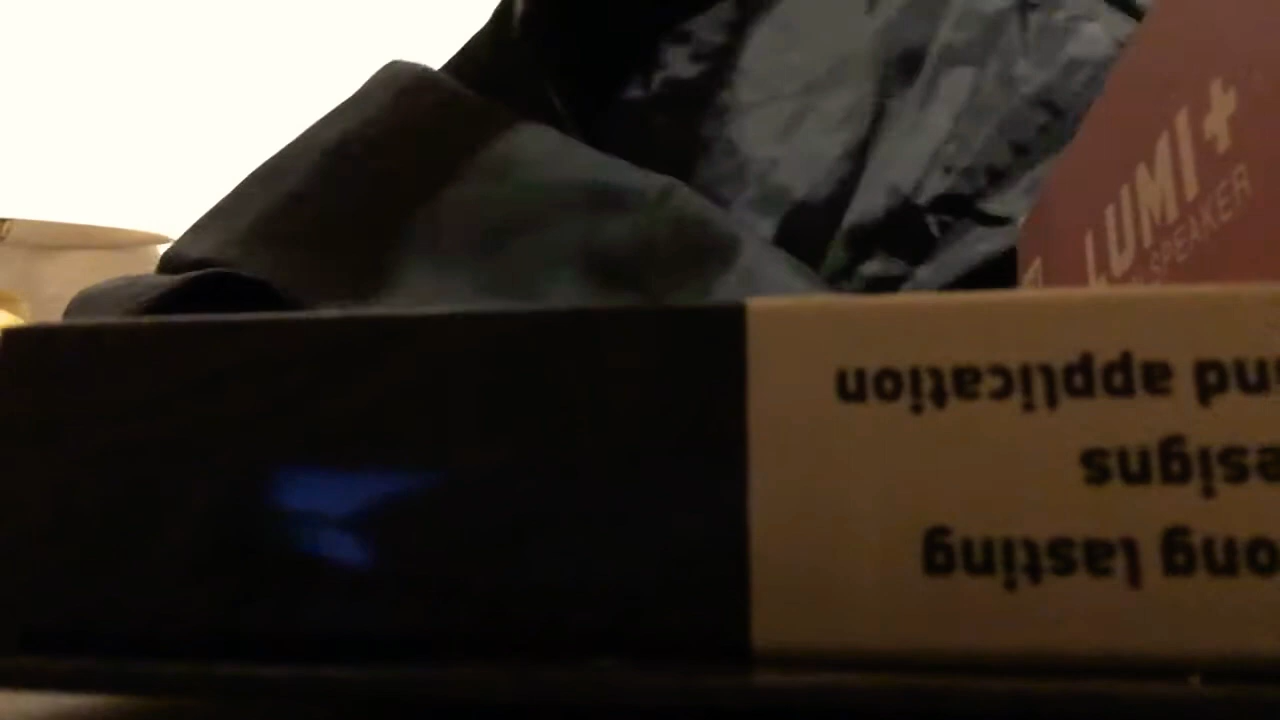 LUMI+
SPEAKER
ong lasting
esigns
nd application